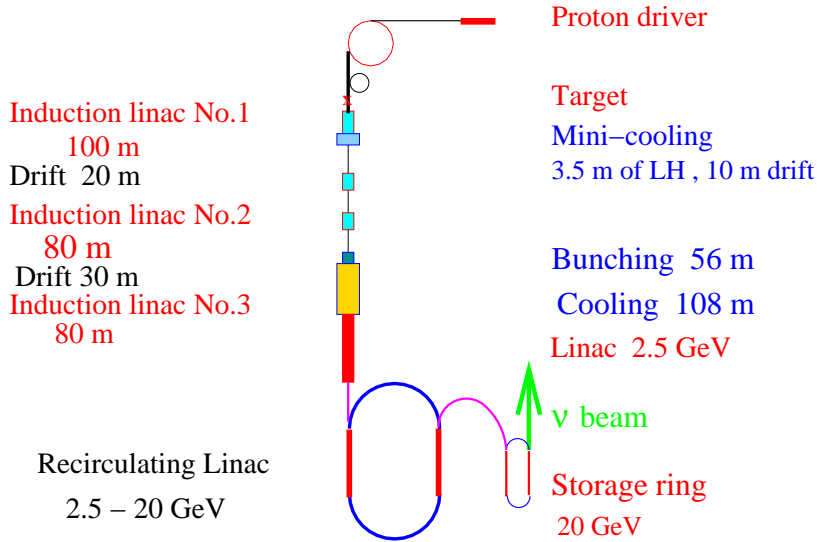 Proton driver
Induction linac No.1
100 m
Drift 20 m
Induction linac No.2
80 m
Drift 30 m
Induction linac No.3
80 m
Recirculating Linac
2.5 − 20 GeV
x
Target
Mini−cooling
3.5 m of LH , 10 m drift
Bunching 56 m
Cooling 108 m
Linac 2.5 GeV
ν beam
Storage ring
20 GeV